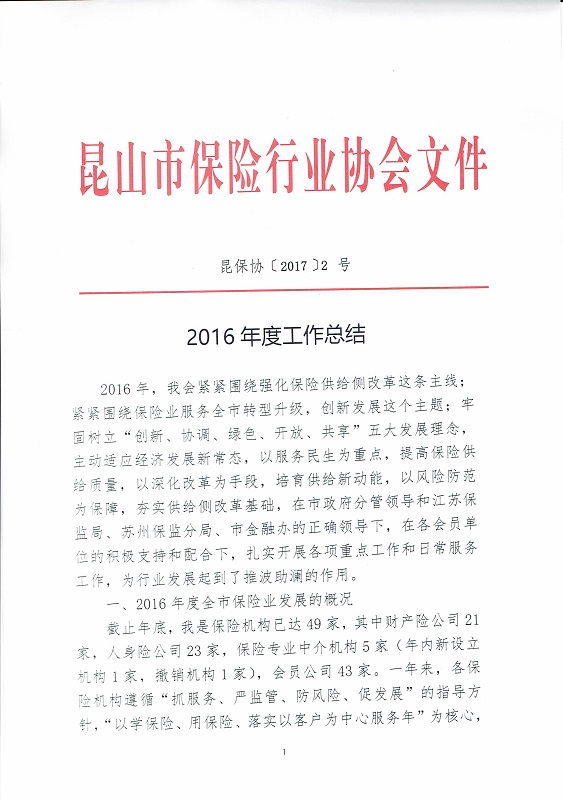 昆山市保险行业协会文件
昆保协〔2017〕2 号
2016 年度工作总结
2016 年，我会紧紧围绕强化保险供给侧改革这条主线；
紧紧围绕保险业服务全市转型升级，创新发展这个主题；牢
固树立“创新、协调、绿色、开放、共享”五大发展理念，
主动适应经济发展新常态，以服务民生为重点，提高保险供
给质量，以深化改革为手段，培育供给新动能，以风险防范
为保障，夯实供给侧改革基础，在市政府分管领导和江苏保
监局、苏州保监分局、市金融办的正确领导下，在各会员单
位的积极支持和配合下，扎实开展各项重点工作和日常服务
工作，为行业发展起到了推波助澜的作用。
一、2016 年度全市保险业发展的概况
截止年底，我是保险机构已达 49 家，其中财产险公司 21
家，人身险公司 23 家，保险专业中介机构 5 家（年内新设立
机构 1 家，撤销机构 1 家），会员公司 43 家。一年来，各保
险机构遵循“抓服务、严监管、防风险、促发展”的指导方
针，“以学保险、用保险、落实以客户为中心服务年”为核心，
1